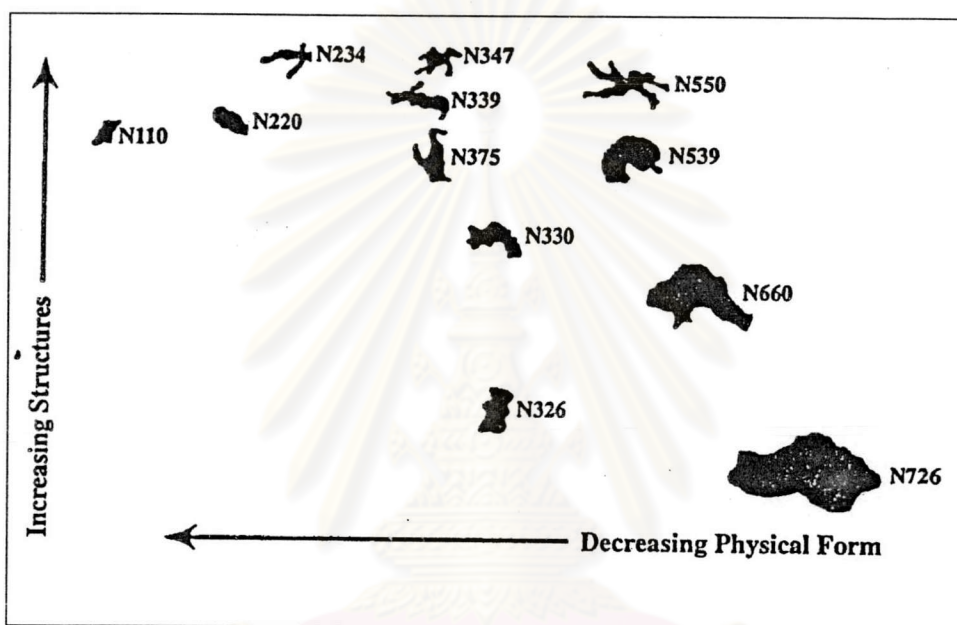 N234
N347
N550
N339
N110
N220
N375
N539
N330
N660
N326
N726
Increasing Structures
Decreasing Physical Form